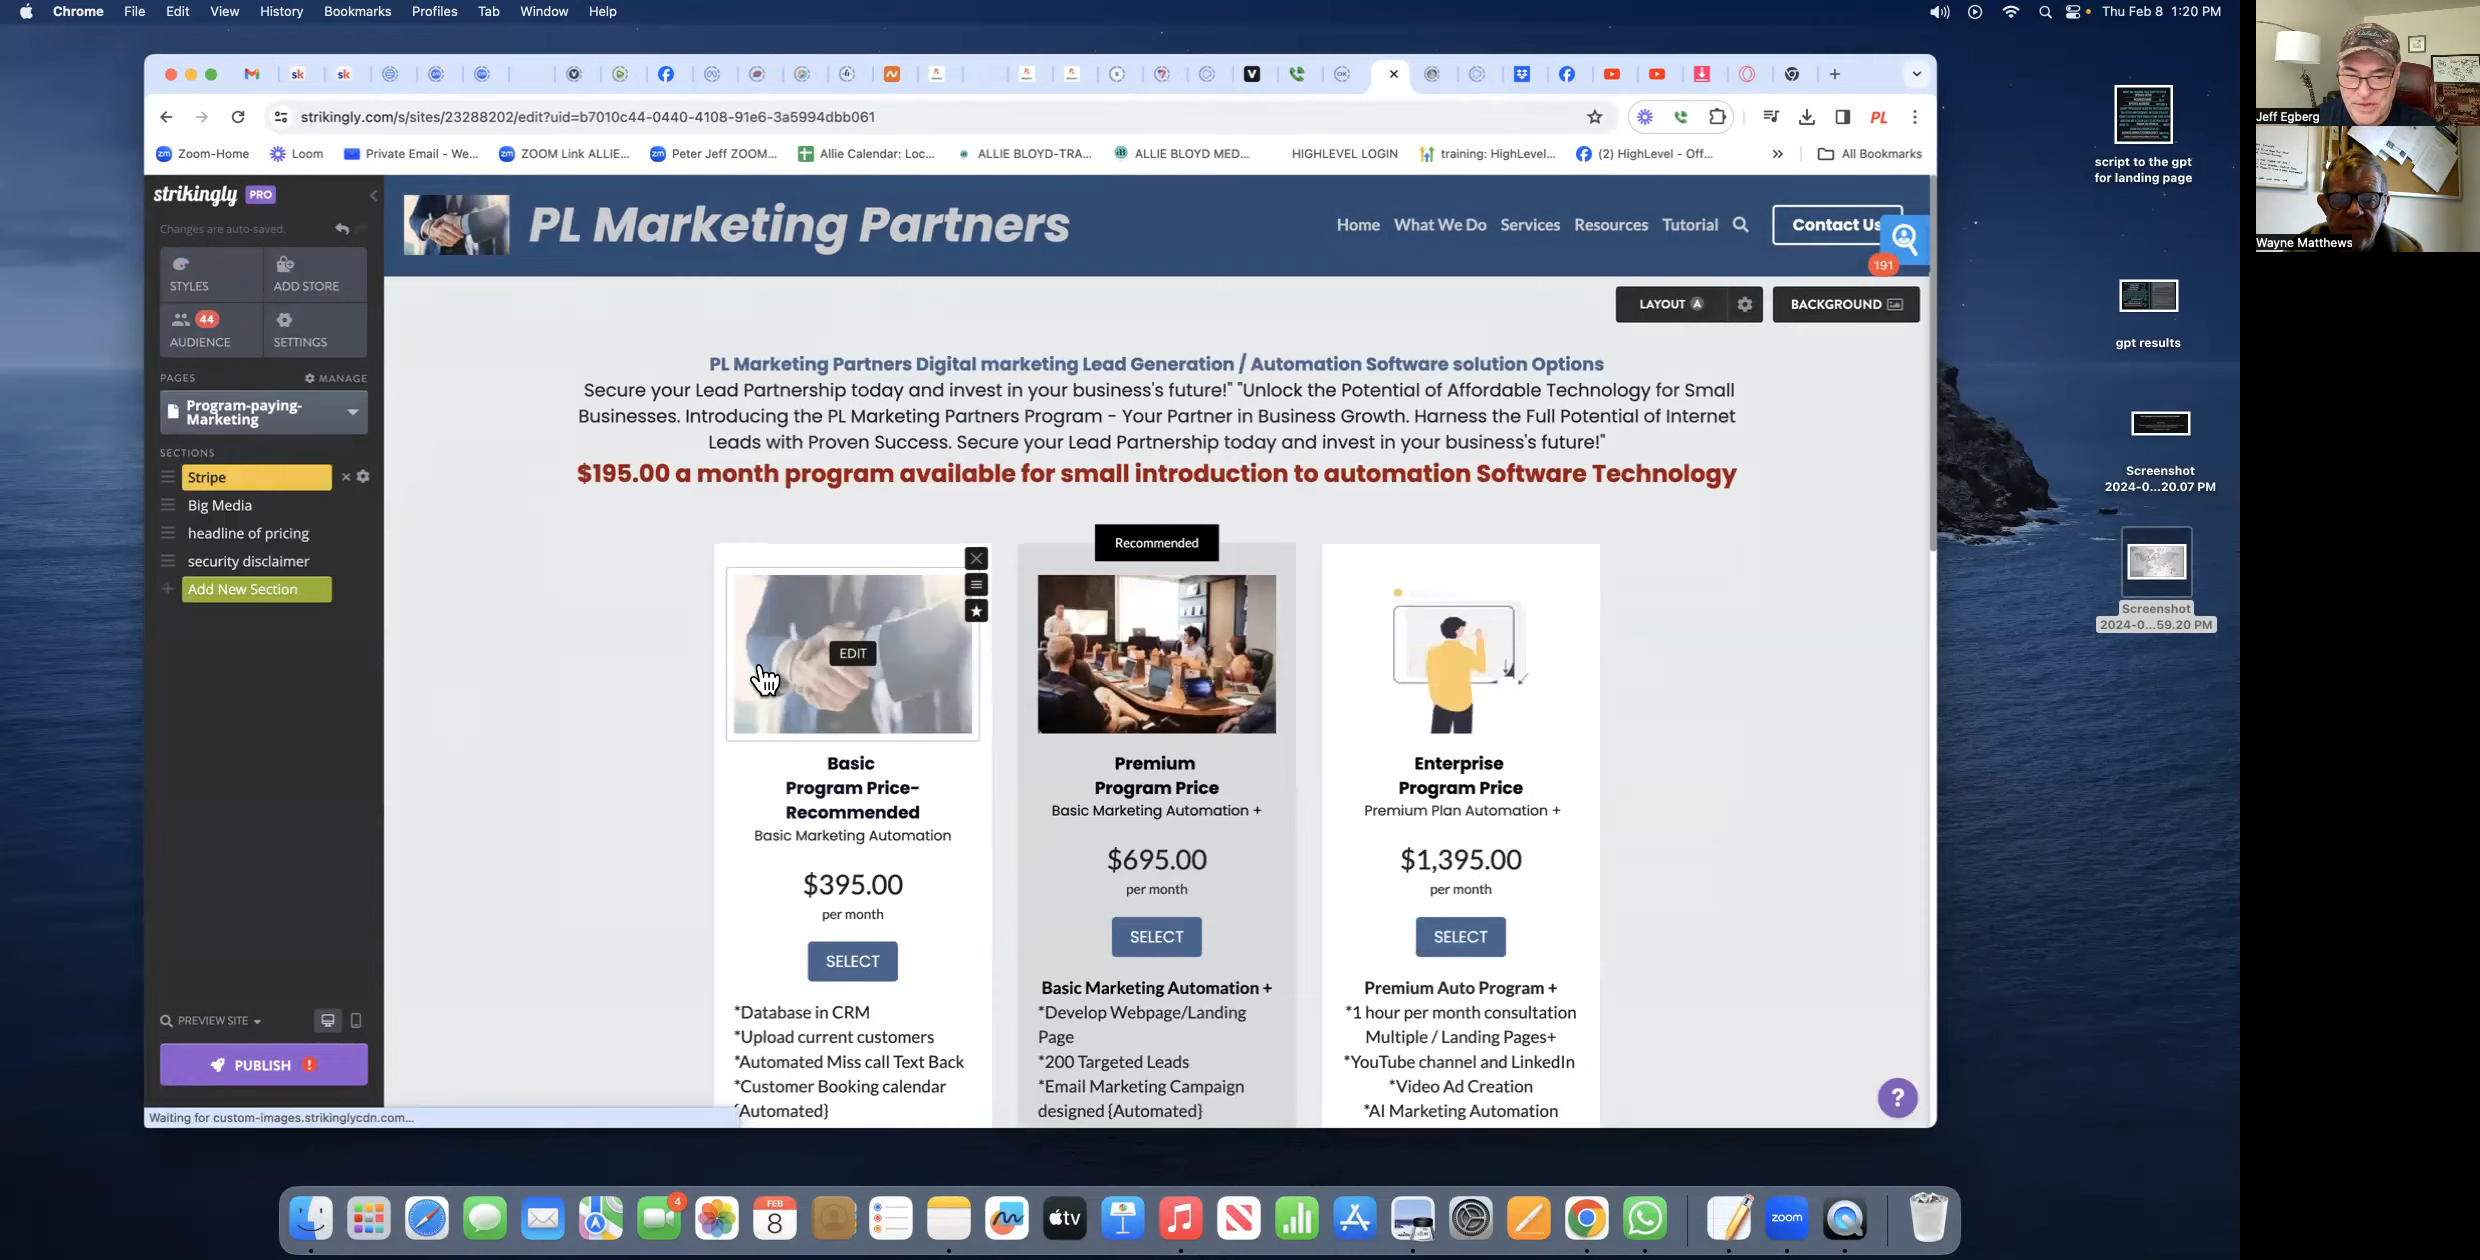 Chrome File Edit View History Bookmarks Profiles Tab Window Help
Thu Feb 8 1:20 PM
strikingly.com/s/sites/23288202/edit?uid=b7010c44-0440-4108-91e6-3a5994dbb061
PL
Zoom-Home
Loom
Private Email - We...
ZOOM Link ALLIE...
Peter Jeff ZOOM...
Allie Calendar: Loc...
ALLIE BLOYD-TRA...
ALLIE BLOYD MED...
HIGHLEVEL LOGIN
training: HighLevel...
(2) HighLevel - Off...
All Bookmarks
strikingly PRO
Changes are auto-saved.
STYLES
ADD STORE
44
AUDIENCE
SETTINGS
PAGES
MANAGE
Program-paying-
Marketing
SECTIONS
Stripe
Big Media
headline of pricing
security disclaimer
Add New Section
PREVIEW SITE
PUBLISH
Waiting for custom-images.strikinglycdn.com...
PL Marketing Partners
Home What We Do Services Resources Tutorial
Contact Us
191
LAYOUT A
BACKGROUND
PL Marketing Partners Digital marketing Lead Generation / Automation Software solution Options
Secure your Lead Partnership today and invest in your business's future!" "Unlock the Potential of Affordable Technology for Small
Businesses. Introducing the PL Marketing Partners Program - Your Partner in Business Growth. Harness the Full Potential of Internet
Leads with Proven Success. Secure your Lead Partnership today and invest in your business's future!"
$195.00 a month program available for small introduction to automation Software Technology
EDIT
Basic
Program Price-
Recommended
Basic Marketing Automation
$395.00
per month
SELECT
*Database in CRM
*Upload current customers
*Automated Miss call Text Back
*Customer Booking calendar
{Automated}
Recommended
Premium
Program Price
Basic Marketing Automation +
$695.00
per month
SELECT
Basic Marketing Automation +
*Develop Webpage/Landing
Page
*200 Targeted Leads
*Email Marketing Campaign
designed {Automated}
Enterprise
Program Price
Premium Plan Automation +
$1,395.00
per month
SELECT
Premium Auto Program +
*1 hour per month consultation
Multiple / Landing Pages+
*YouTube channel and LinkedIn
*Video Ad Creation
*AI Marketing Automation
?
script to the gpt
for landing page
gpt results
Screenshot
2024-0...20.07 PM
Screenshot
2024-0...59.20 PM
Jeff Egberg
Wayne Matthews
4
FEB
8
tv
zoom